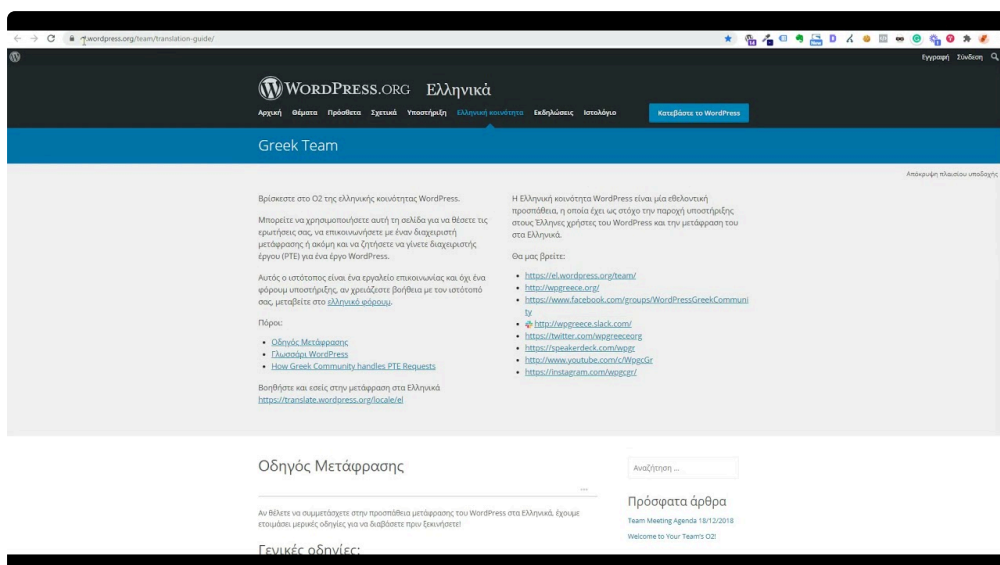 wordpress.org/team/translation-guide/
Εγγραφή Σύνδεση
WORDPRESS.ORG Ελληνικά
Αρχική Θέματα Πρόσθετα Σχετικά Υποστήριξη Ελληνική κοινότητα Εκδηλώσεις Ιστολόγιο Κατεβάστε το WordPress
Greek Team
Απόκρυψη πλαισίου υποδοχής
Βρίσκεστε στο O2 της ελληνικής κοινότητας WordPress.
Μπορείτε να χρησιμοποιήσετε αυτή τη σελίδα για να θέσετε τις
ερωτήσεις σας, να επικοινωνήσετε με έναν διαχειριστή
μετάφρασης ή ακόμη και να ζητήσετε να γίνετε διαχειριστής
έργου (PTE) για ένα έργο WordPress.
Αυτός ο ιστότοπος είναι ένα εργαλείο επικοινωνίας και όχι ένα
φόρουμ υποστήριξης, αν χρειάζεστε βοήθεια με τον ιστότοπό
σας, μεταβείτε στο ελληνικό φόρουμ.
Πόροι:
Οδηγός Μετάφρασης
Γλωσσάρι WordPress
How Greek Community handles PTE Requests
Βοηθήστε και εσείς στην μετάφραση στα Ελληνικά
https://translate.wordpress.org/locale/el
Η Ελληνική κοινότητα WordPress είναι μία εθελοντική
προσπάθεια, η οποία έχει ως στόχο την παροχή υποστήριξης
στους Έλληνες χρήστες του WordPress και την μετάφραση του
στα Ελληνικά.
Θα μας βρείτε:
https://el.wordpress.org/team/
http://wpgreece.org/
https://www.facebook.com/groups/WordPressGreekCommuni
ty
http://wpgreece.slack.com/
https://twitter.com/wpgreeceorg
https://speakerdeck.com/wpgr
http://www.youtube.com/c/WpgcGr
https://instagram.com/wpgcgr/
Οδηγός Μετάφρασης
Αν θέλετε να συμμετάσχετε στην προσπάθεια μετάφρασης του WordPress στα Ελληνικά, έχουμε
ετοιμάσει μερικές οδηγίες για να διαβάσετε πριν ξεκινήσετε!
Γενικές οδηγίες:
Αναζήτηση ...
Πρόσφατα άρθρα
Team Meeting Agenda 18/12/2018
Welcome to Your Team's O2!